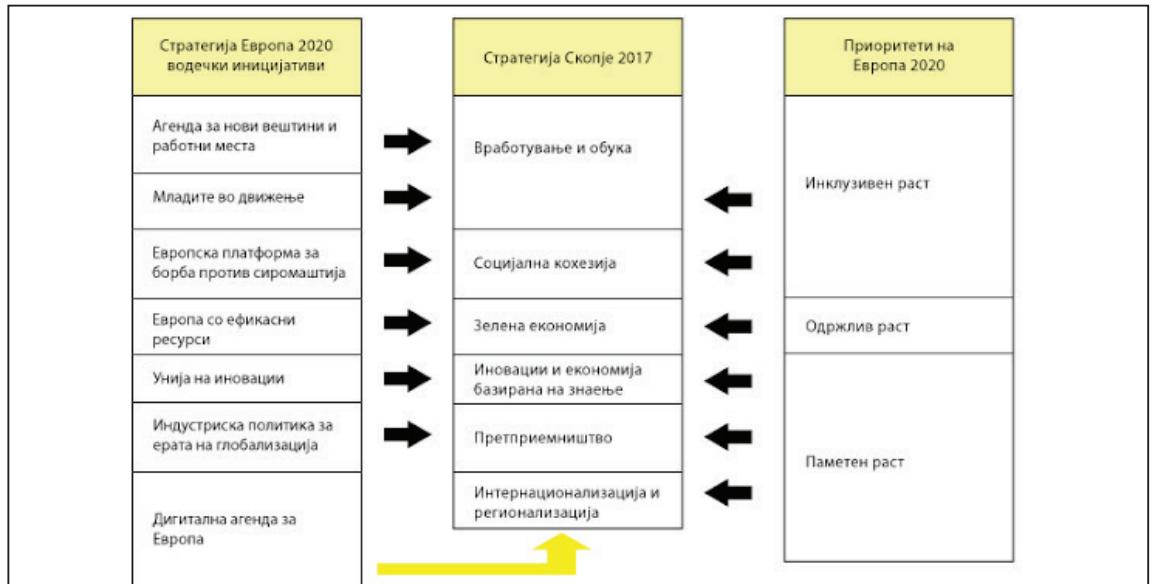 Стратегија Европа 2020
водечки иницијативи
Агенда за нови вештини и
работни места
Младите во движење
Европска платформа за
борба против сиромаштија
Европа со ефикасни
ресурси
Унија на иновации
Индустриска политика за
ерата на глобализација
Дигитална агенда за
Европа
Стратегија Скопје 2017
Вработување и обука
Социјална кохезија
Зелена економија
Иновации и економија
базирана на знаење
Претприемништво
Интернационализација и
регионализација
Приоритети на
Европа 2020
Инклузивен раст
Одржлив раст
Паметен раст